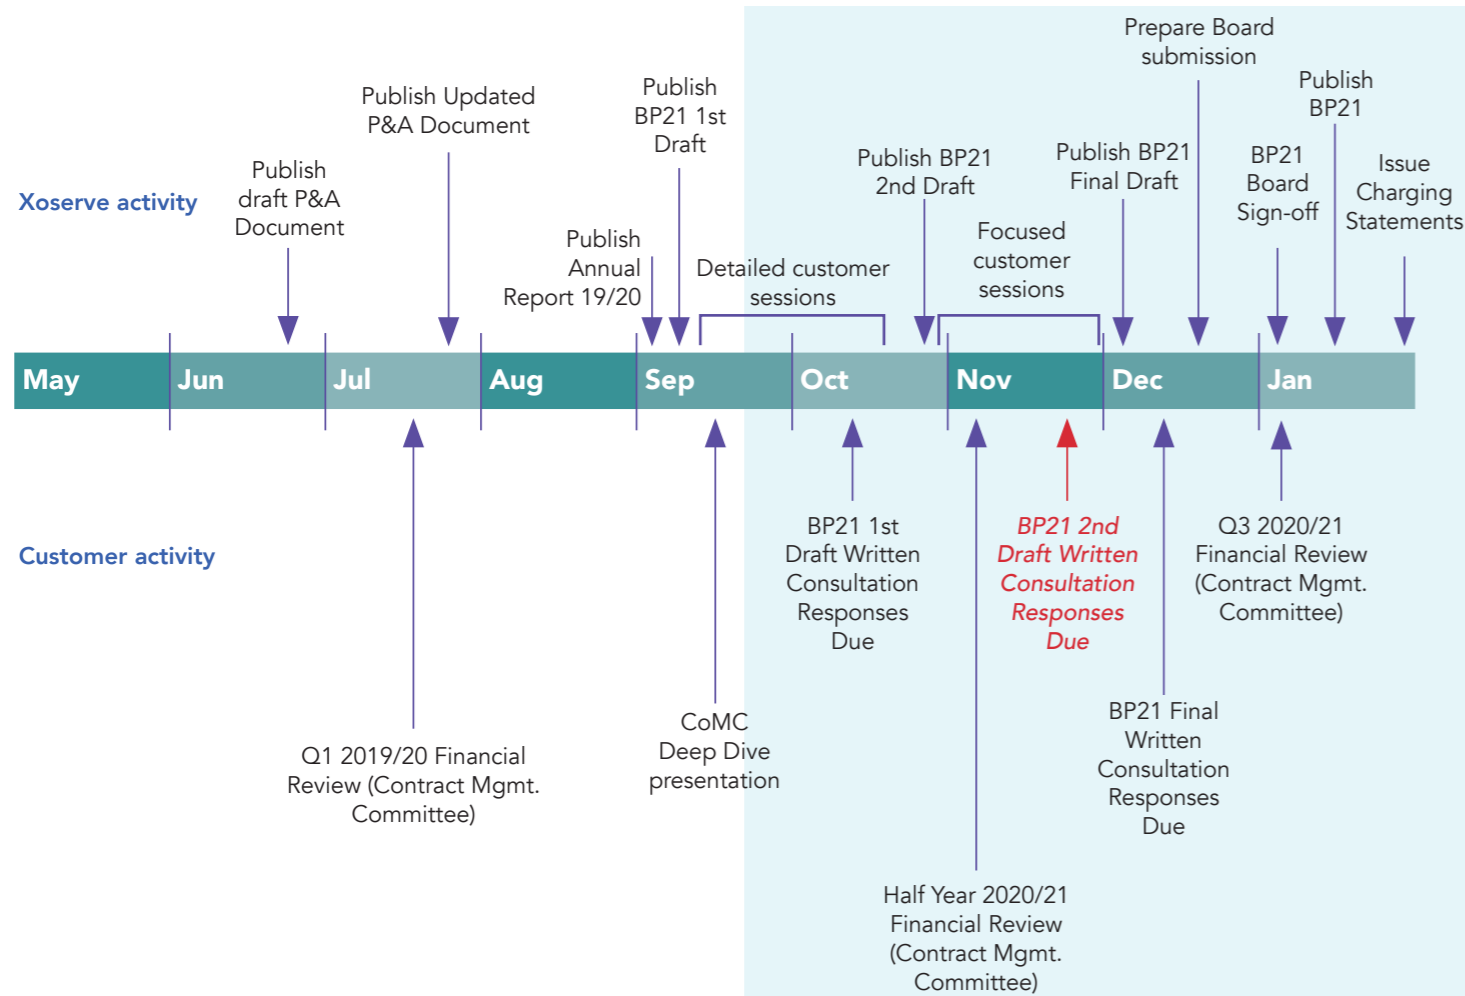 Prepare Board
submission
Publish
BP21
Publish
BP21 1st
Draft
Publish Updated
P&A Document
Publish BP21
2nd Draft
Publish BP21
Final Draft
BP21
Board
Sign-off
Issue
Charging
Statements
Publish
draft P&A
Document
Xoserve activity
Publish
Annual
Report 19/20
Detailed customer
sessions
Focused
customer
sessions
May
Jun
Jul
Aug
Sep
Oct
Nov
Dec
Jan
Customer activity
BP21 1st
Draft Written
Consultation
Responses
Due
BP21 2nd
Draft Written
Consultation
Responses
Due
Q3 2020/21
Financial Review
(Contract Mgmt.
Committee)
Q1 2019/20 Financial
Review (Contract Mgmt.
Committee)
CoMC
Deep Dive
presentation
BP21 Final
Written
Consultation
Responses
Due
Half Year 2020/21
Financial Review
(Contract Mgmt.
Committee)